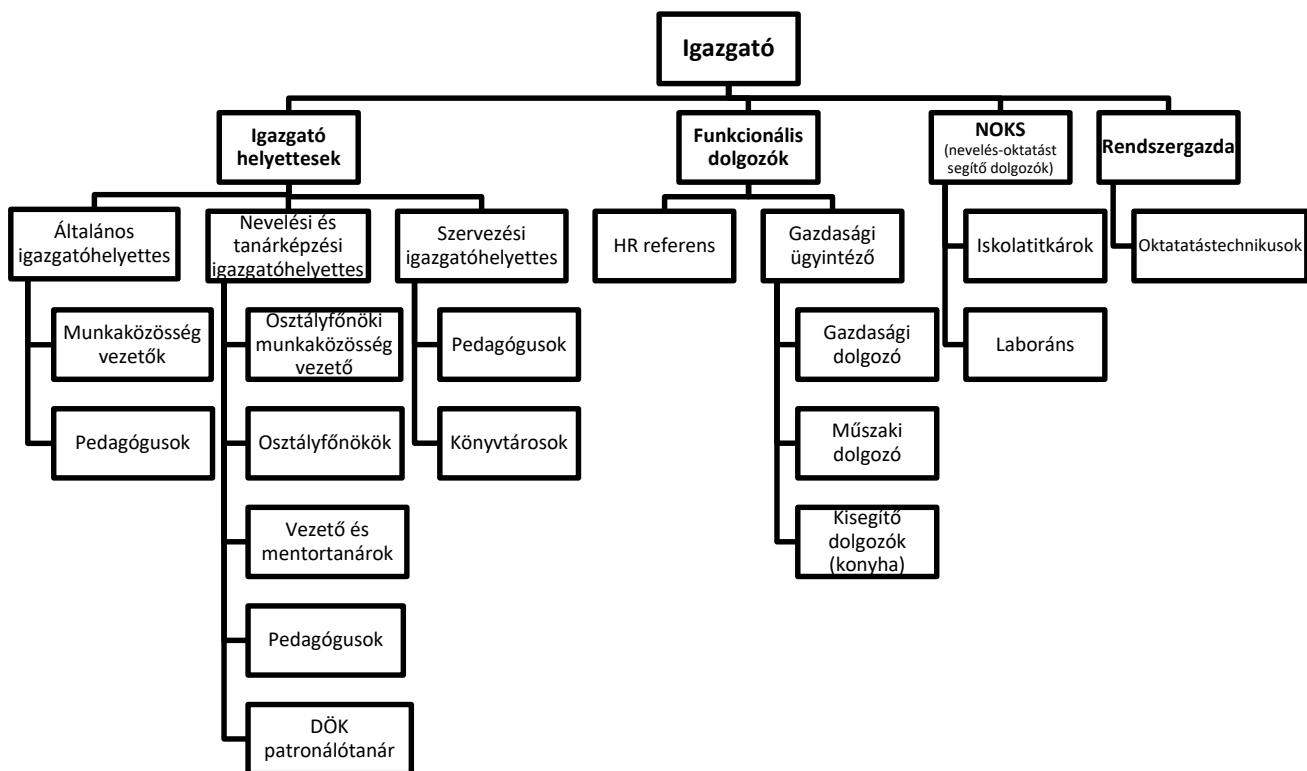 Igazgató
Igazgató
helyettesek
Funkcionális
dolgozók
NOKS
(nevelés-oktatást
segítő dolgozók)
Rendszergazda
Általános
igazgatóhelyettes
Nevelési és
tanárképzési
igazgatóhelyettes
Szervezési
igazgatóhelyettes
HR referens
Gazdasági
ügyintéző
Iskolatitkárok
Oktatatástechnikusok
Munkaközösség
vezetők
Osztályfőnöki
munkaközösség
vezető
Pedagógusok
Gazdasági
dolgozó
Laboráns
Pedagógusok
Osztályfőnökök
Könyvtárosok
Műszaki
dolgozó
Vezető és
mentortanárok
Kisegítő
dolgozók
(konyha)
Pedagógusok
DÖK
patronálótanár